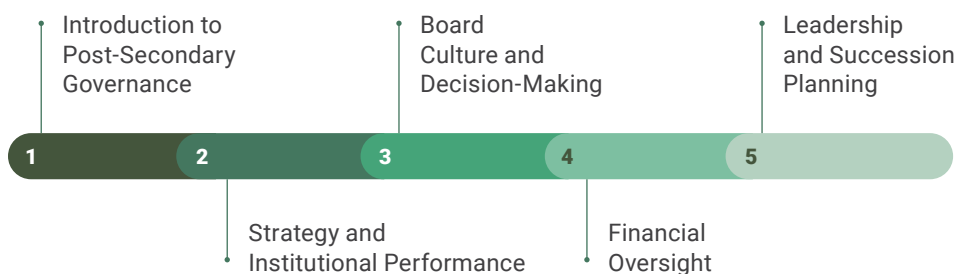 Introduction to
Post-Secondary
Governance
Board
Culture and
Decision-Making
Leadership
and Succession
Planning
1
2
3
4
5
Strategy and
Institutional Performance
Financial
Oversight